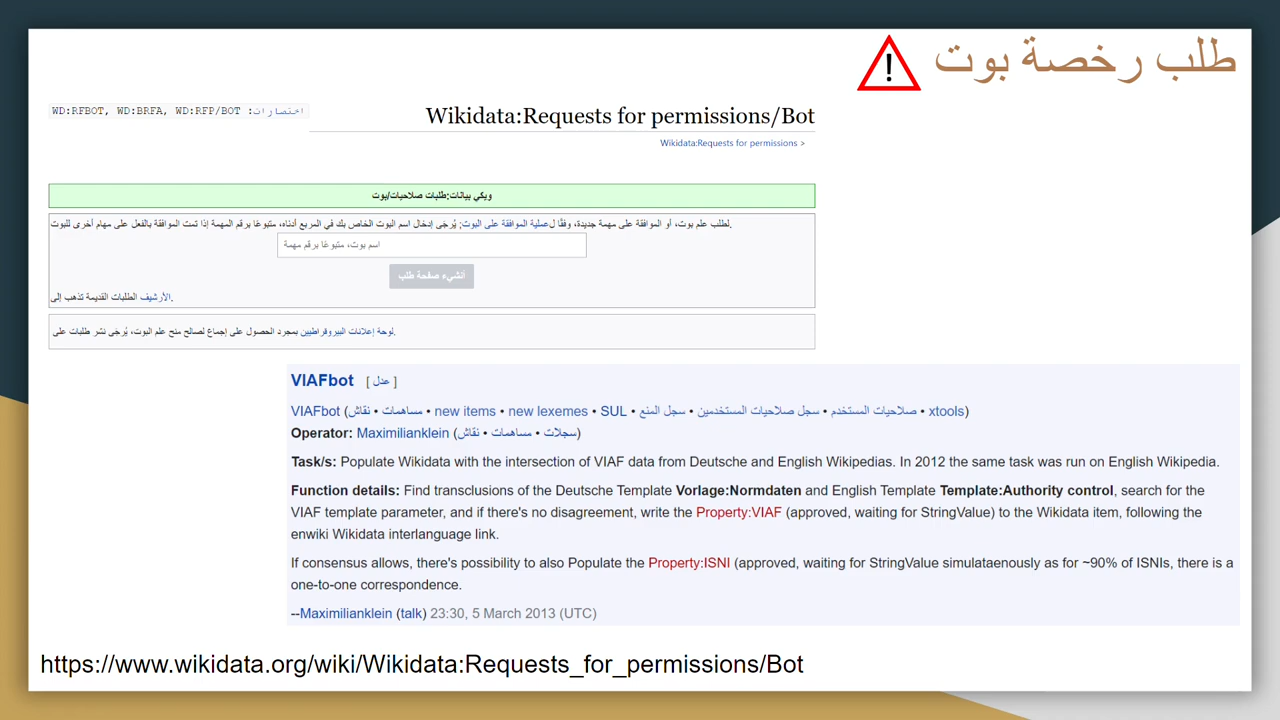 طلب رخصة بوت
اختصارات: WD:RFBOT, WD:BRFA, WD:RFP/BOT
Wikidata:Requests for permissions/Bot
Wikidata:Requests for permissions >
ويكي بيانات:طلبات صلاحيات/بوت
لطلب علم بوت، أو الموافقة على مهمة جديدة، وفقًا لعملية الموافقة على البوت: يُرجَى إدخال اسم البوت الخاص بك في المربع أدناه، متبوعًا برقم المهمة إذا تمت الموافقة بالفعل على مهام أخرى للبوت.
اسم بوت، متبوعًا برقم مهمة
أنشيء صفحة طلب
الطلبات القديمة تذهب إلى الأرشيف.
بمجرد الحصول على إجماع لصالح منح علم البوت، يُرجَى نشر طلبات على لوحة إعلانات البيروقراطيين.
VIAFbot [ عدل ]
VIAFbot (نقاش • مساهمات • new items • new lexemes • SUL • سجل المنع • سجل صلاحيات المستخدمين • صلاحيات المستخدم • xtools)
Operator: Maximilianklein (نقاش • مساهمات • سجلات)
Task/s: Populate Wikidata with the intersection of VIAF data from Deutsche and English Wikipedias. In 2012 the same task was run on English Wikipedia.
Function details: Find transclusions of the Deutsche Template Vorlage:Normdaten and English Template Template:Authority control, search for the
VIAF template parameter, and if there's no disagreement, write the Property:VIAF (approved, waiting for StringValue) to the Wikidata item, following the
enwiki Wikidata interlanguage link.
If consensus allows, there's possibility to also Populate the Property:ISNI (approved, waiting for StringValue simulataenously as for ~90% of ISNIs, there is a
one-to-one correspondence.
--Maximilianklein (talk) 23:30, 5 March 2013 (UTC)
https://www.wikidata.org/wiki/Wikidata:Requests_for_permissions/Bot